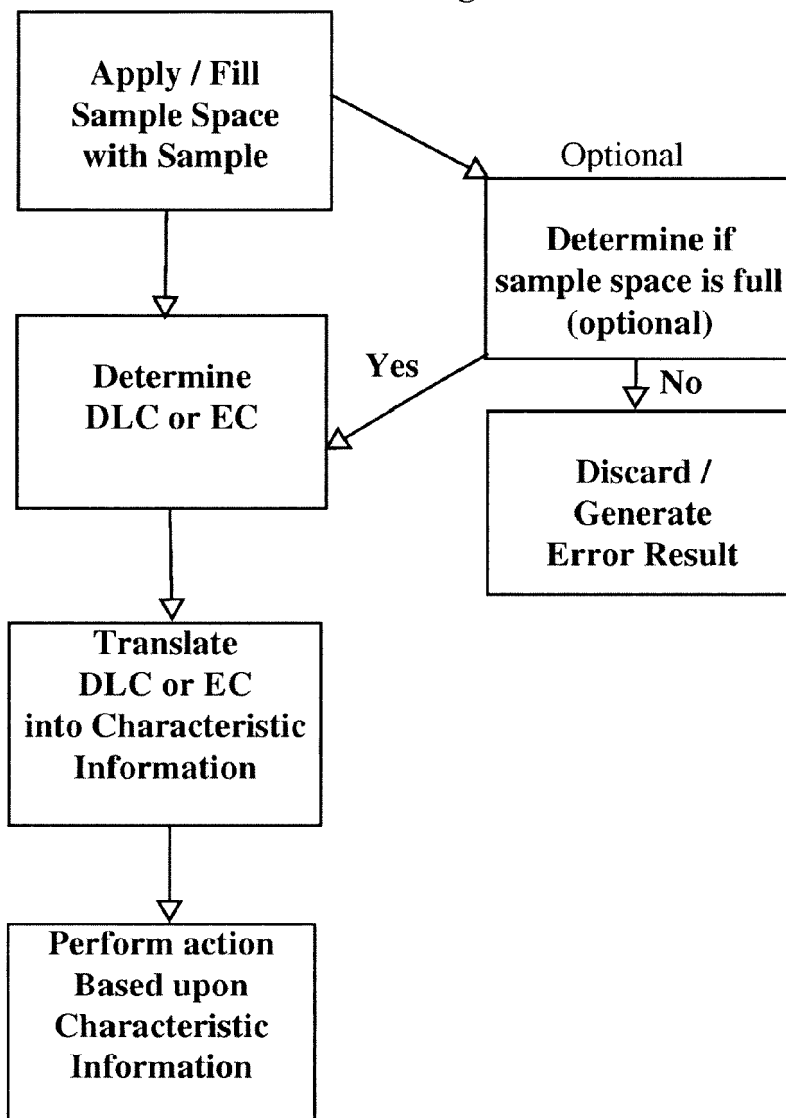 Apply / Fill
Sample Space
with Sample
Optional
Determine if
sample space is full
(optional)
Yes
No
Determine
DLC or EC
Discard /
Generate
Error Result
Translate
DLC or EC
into Characteristic
Information
Perform action
Based upon
Characteristic
Information